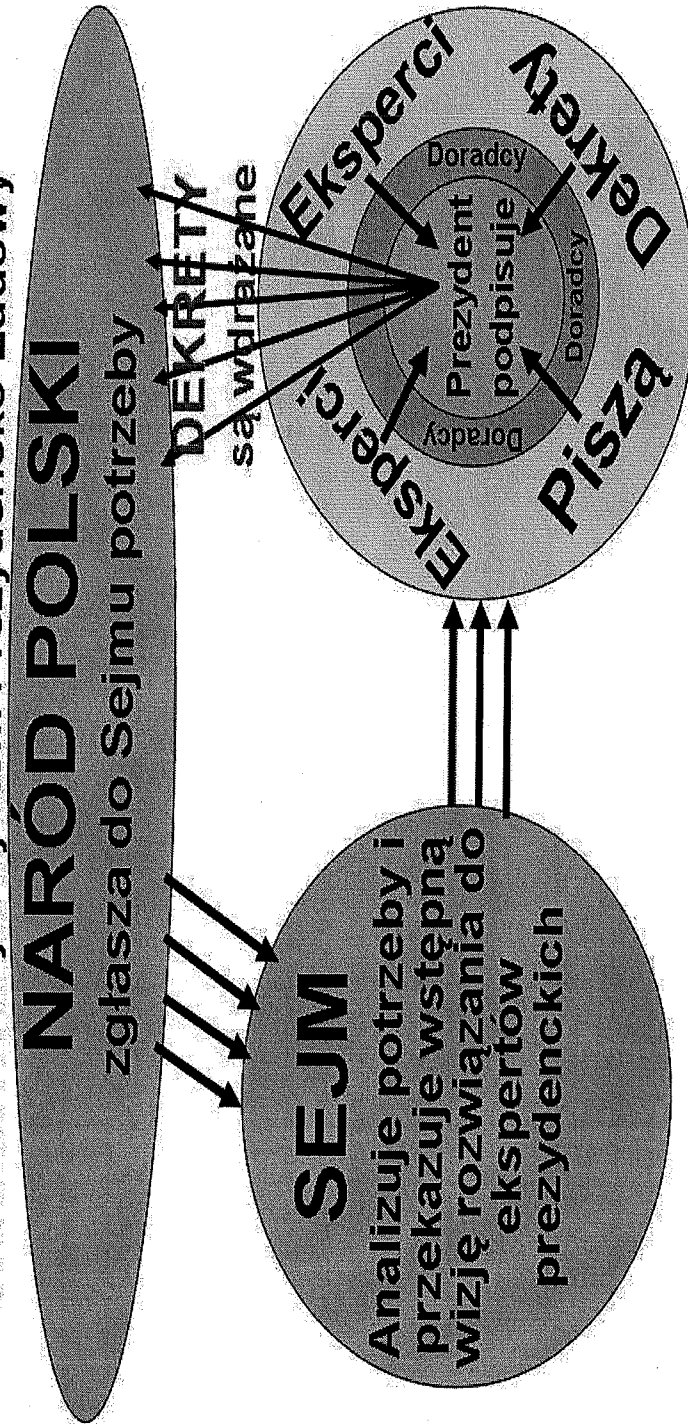 NARÓD POLSKI
zgłasza do Sejmu potrzeby
DEKRETY
są wdrażane
SEJM
Analizuje potrzeby i
przekazuje wstępną
wizję rozwiązania do
ekspertów
prezydenckich
Eksperci
Eksperci
Piszą
Dekrety
Doradcy
Doradcy
Doradcy
Prezydent
podpisuje